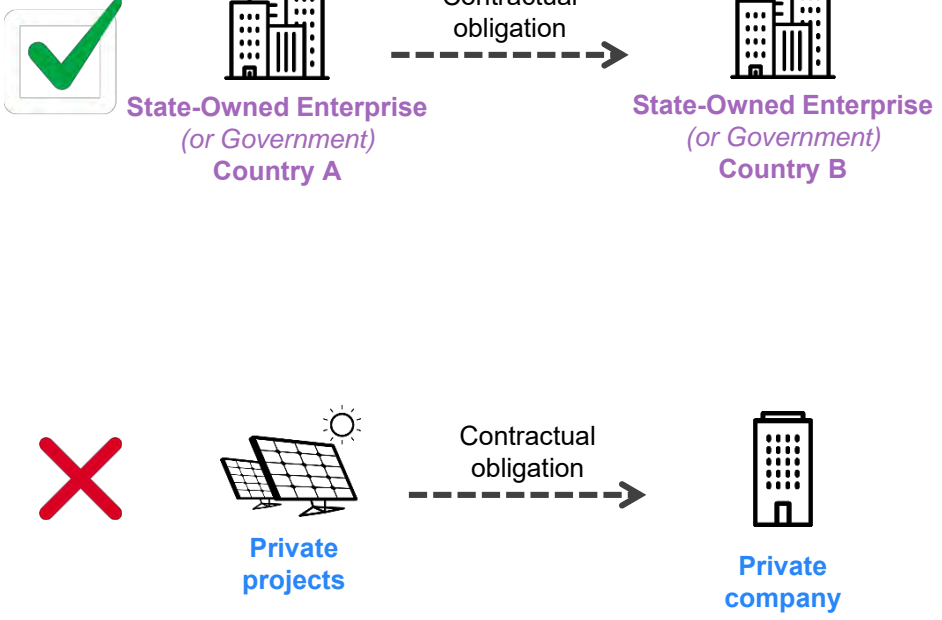 Contractual
obligation
State-Owned Enterprise
(or Government)
Country A
State-Owned Enterprise
(or Government)
Country B
Contractual
obligation
Private
projects
Private
company